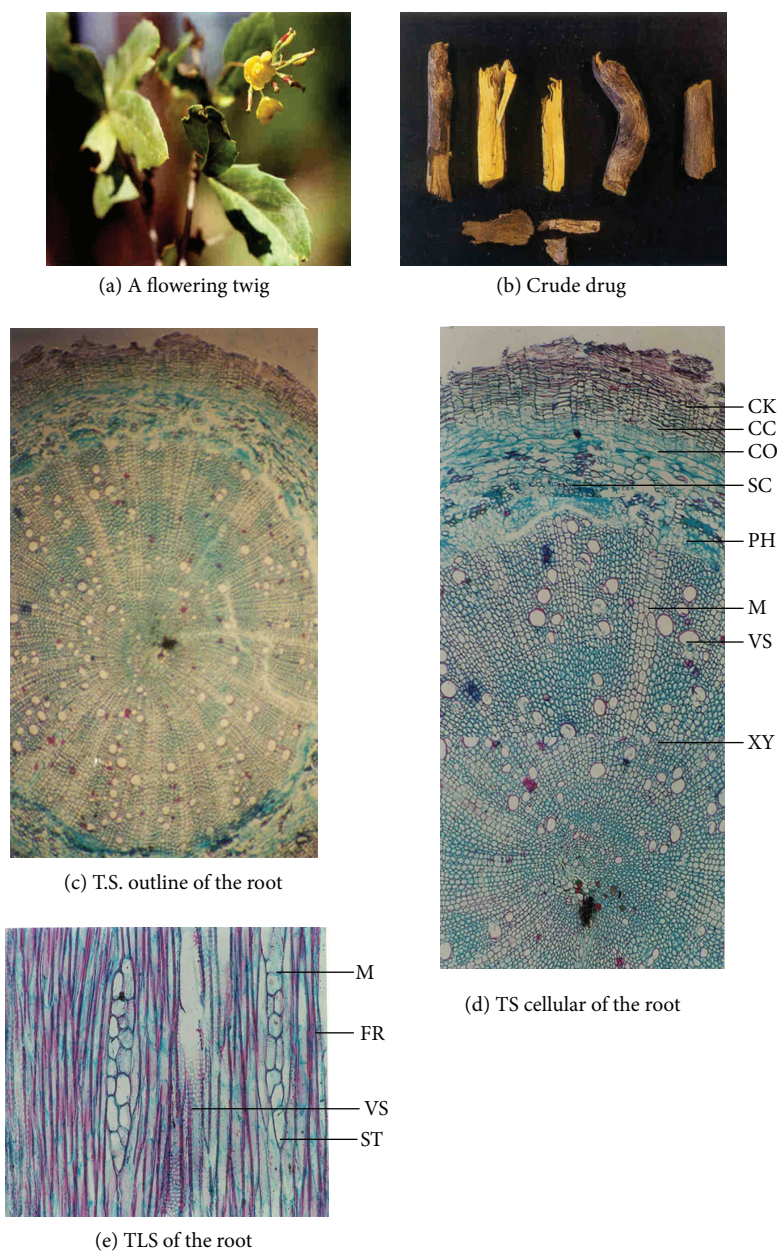 (a) A flowering twig
(b) Crude drug
CK
CC
CO
SC
PH
M
VS
XY
(c) T.S. outline of the root
(d) TS cellular of the root
M
FR
VS
ST
(e) TLS of the root